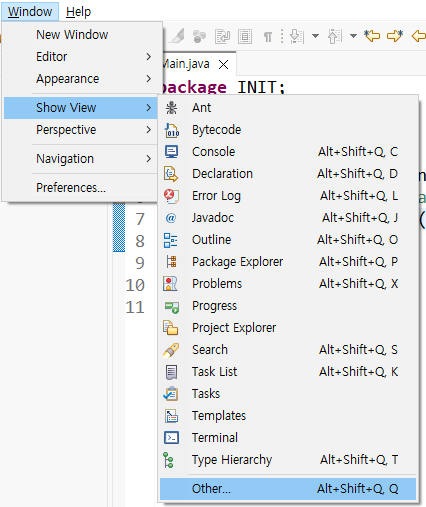 Window Help
New Window
Editor
Appearance
Show View
Perspective
Navigation
Preferences...
Main.java
package INIT;
Ant
Bytecode
Console Alt+Shift+Q, C
Declaration Alt+Shift+Q, D
Error Log Alt+Shift+Q, L
Javadoc Alt+Shift+Q, J
Outline Alt+Shift+Q, O
Package Explorer Alt+Shift+Q, P
Problems Alt+Shift+Q, X
Progress
Project Explorer
Search Alt+Shift+Q, S
Task List Alt+Shift+Q, K
Tasks
Templates
Terminal
Type Hierarchy Alt+Shift+Q, T
Other... Alt+Shift+Q, Q
7
8
9
10
11